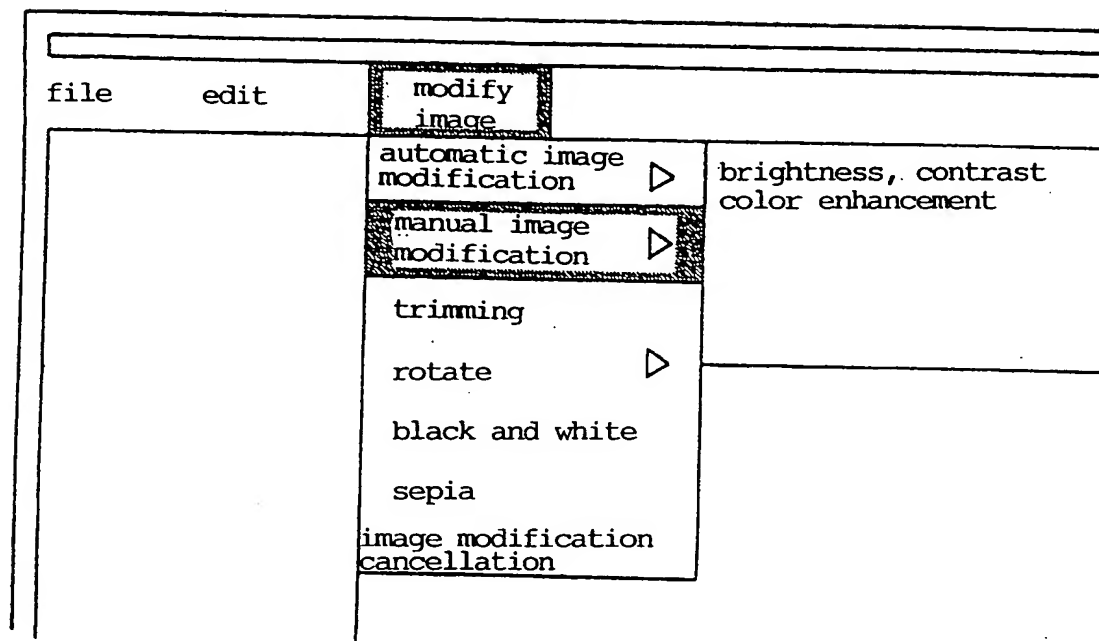 file edit modify
image
automatic image
modification
brightness, contrast
color enhancement
manual image
modification
trimming
rotate
black and white
sepia
image modification
cancellation